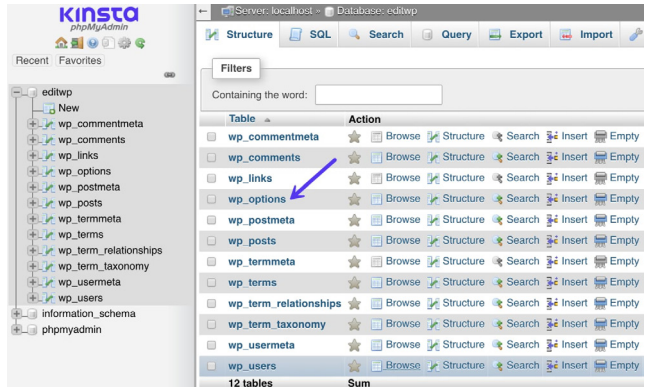 KINSTA
phpMyAdmin
Recent Favorites
editwp
New
wp_commentmeta
wp_comments
wp_links
wp_options
wp_postmeta
wp_posts
wp_termmeta
wp_terms
wp_term_relationships
wp_term_taxonomy
wp_usermeta
wp_users
information_schema
phpmyadmin
Server: localhost » Database: editwp
Structure SQL Search Query Export Import
Filters
Containing the word:
Table Action
wp_commentmeta Browse Structure Search Insert Empty
wp_comments Browse Structure Search Insert Empty
wp_links Browse Structure Search Insert Empty
wp_options Browse Structure Search Insert Empty
wp_postmeta Browse Structure Search Insert Empty
wp_posts Browse Structure Search Insert Empty
wp_termmeta Browse Structure Search Insert Empty
wp_terms Browse Structure Search Insert Empty
wp_term_relationships Browse Structure Search Insert Empty
wp_term_taxonomy Browse Structure Search Insert Empty
wp_usermeta Browse Structure Search Insert Empty
wp_users Browse Structure Search Insert Empty
12 tables Sum